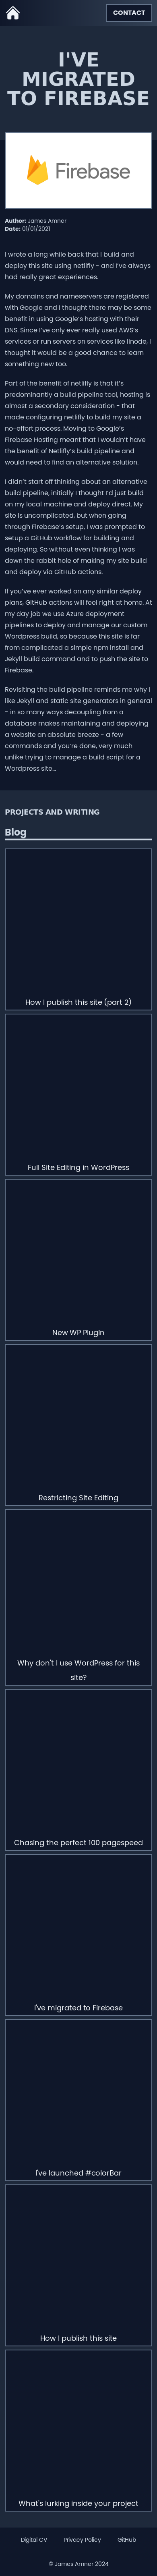 CONTACT
I'VE
MIGRATED
TO FIREBASE
Firebase
Author: James Amner
Date: 01/01/2021
I wrote a long while back that I build and
deploy this site using netlify - and I've always
had really great experiences.
My domains and nameservers are registered
with Google and I thought there may be some
benefit in using Google's hosting with their
DNS. Since I've only ever really used AWS's
services or run servers on services like linode, I
thought it would be a good chance to learn
something new too.
Part of the benefit of netlify is that it's
predominantly a build pipeline tool, hosting is
almost a secondary consideration - that
made configuring netlify to build my site a
no-effort process. Moving to Google's
Firebase Hosting meant that I wouldn't have
the benefit of Netlify's build pipeline and
would need to find an alternative solution.
I didn't start off thinking about an alternative
build pipeline, initially I thought I'd just build
on my local machine and deploy direct. My
site is uncomplicated, but when going
through Firebase's setup, I was prompted to
setup a GitHub workflow for building and
deploying. So without even thinking I was
down the rabbit hole of making my site build
and deploy via GitHub actions.
If you've ever worked on any similar deploy
plans, GitHub actions will feel right at home. At
my day job we use Azure deployment
pipelines to deploy and manage our custom
Wordpress build, so because this site is far
from complicated a simple npm install and
Jekyll build command and to push the site to
Firebase.
Revisiting the build pipeline reminds me why I
like Jekyll and static site generators in general
- in so many ways decoupling from a
database makes maintaining and deploying
a website an absolute breeze - a few
commands and you're done, very much
unlike trying to manage a build script for a
Wordpress site...
PROJECTS AND WRITING
Blog
How I publish this site (part 2)
Full Site Editing in WordPress
New WP Plugin
Restricting Site Editing
Why don't I use WordPress for this
site?
Chasing the perfect 100 pagespeed
I've migrated to Firebase
I've launched #colorBar
How I publish this site
What's lurking inside your project
Digital CV
Privacy Policy
GitHub
© James Amner 2024